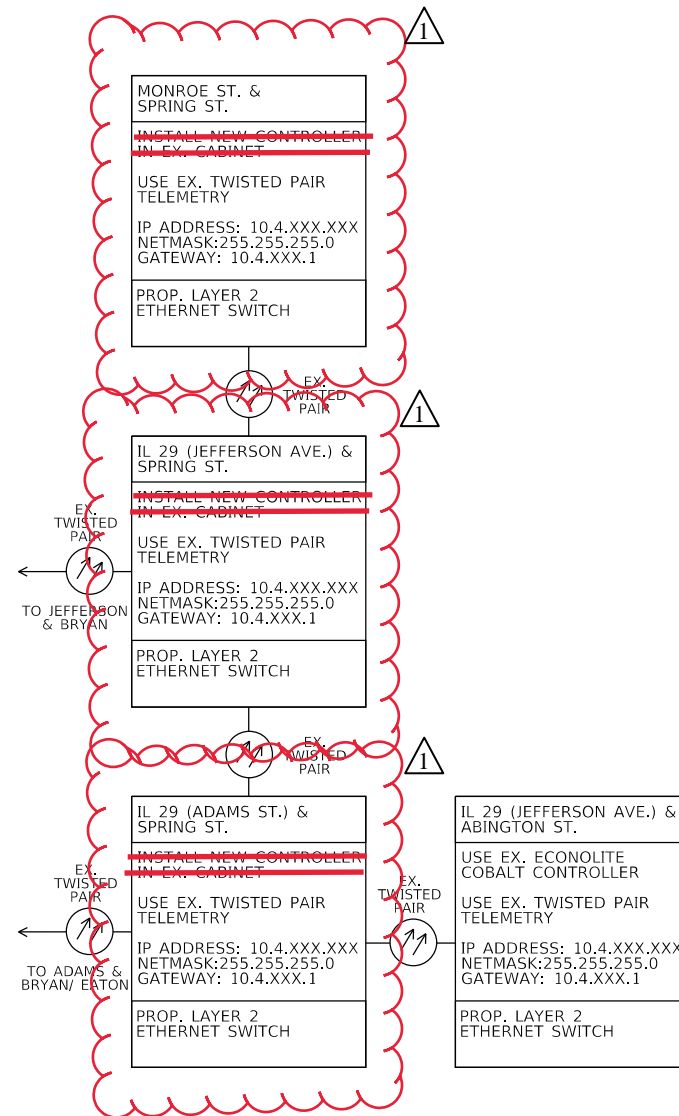 1
MONROE ST. &
SPRING ST.
INSTALL NEW CONTROLLER
IN EX. CABINET
USE EX. TWISTED PAIR
TELEMETRY
IP ADDRESS: 10.4.XXX.XXX
NETMASK:255.255.255.0
GATEWAY: 10.4.XXX.1
PROP. LAYER 2
ETHERNET SWITCH
EX.
TWISTED
PAIR
1
IL 29 (JEFFERSON AVE.) &
SPRING ST.
INSTALL NEW CONTROLLER
IN EX. CABINET
USE EX. TWISTED PAIR
TELEMETRY
IP ADDRESS: 10.4.XXX.XXX
NETMASK:255.255.255.0
GATEWAY: 10.4.XXX.1
PROP. LAYER 2
ETHERNET SWITCH
EX.
TWISTED
PAIR
TO JEFFERSON
& BRYAN
EX.
TWISTED
PAIR
1
IL 29 (ADAMS ST.) &
SPRING ST.
INSTALL NEW CONTROLLER
IN EX. CABINET
USE EX. TWISTED PAIR
TELEMETRY
IP ADDRESS: 10.4.XXX.XXX
NETMASK:255.255.255.0
GATEWAY: 10.4.XXX.1
PROP. LAYER 2
ETHERNET SWITCH
EX.
TWISTED
PAIR
TO ADAMS &
BRYAN/ EATON
EX.
TWISTED
PAIR
IL 29 (JEFFERSON AVE.) &
ABINGTON ST.
USE EX. ECONOLITE
COBALT CONTROLLER
USE EX. TWISTED PAIR
TELEMETRY
IP ADDRESS: 10.4.XXX.XXX
NETMASK:255.255.255.0
GATEWAY: 10.4.XXX.1
PROP. LAYER 2
ETHERNET SWITCH